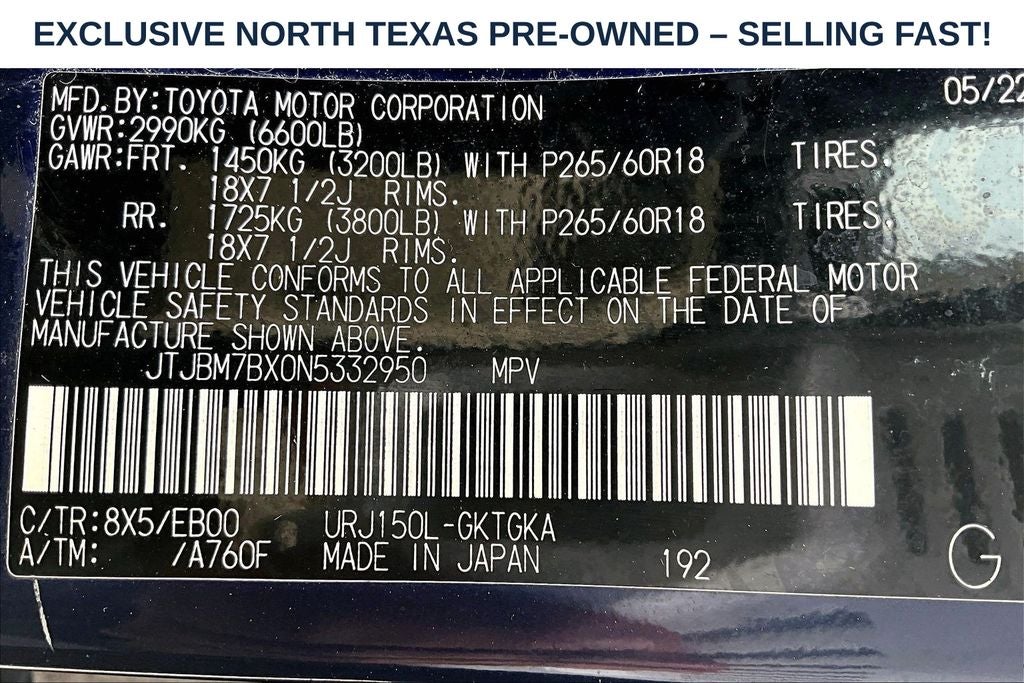 EXCLUSIVE NORTH TEXAS PRE-OWNED – SELLING FAST!
MFD. BY: TOYOTA MOTOR CORPORATION 05/22
GVWR: 2990KG (6600LB)
GAWR: FRT. 1450KG (3200LB) WITH P265/60R18 TIRES.
18X7 1/2J RIMS.
RR. 1725KG (3800LB) WITH P265/60R18 TIRES.
18X7 1/2J RIMS.
THIS VEHICLE CONFORMS TO ALL APPLICABLE FEDERAL MOTOR
VEHICLE SAFETY STANDARDS IN EFFECT ON THE DATE OF
MANUFACTURE SHOWN ABOVE.
JTJBM7BX0N5332950 MPV
C/TR: 8X5/EB00 URJ150L-GKTGKA
A/TM: /A760F MADE IN JAPAN 192 G